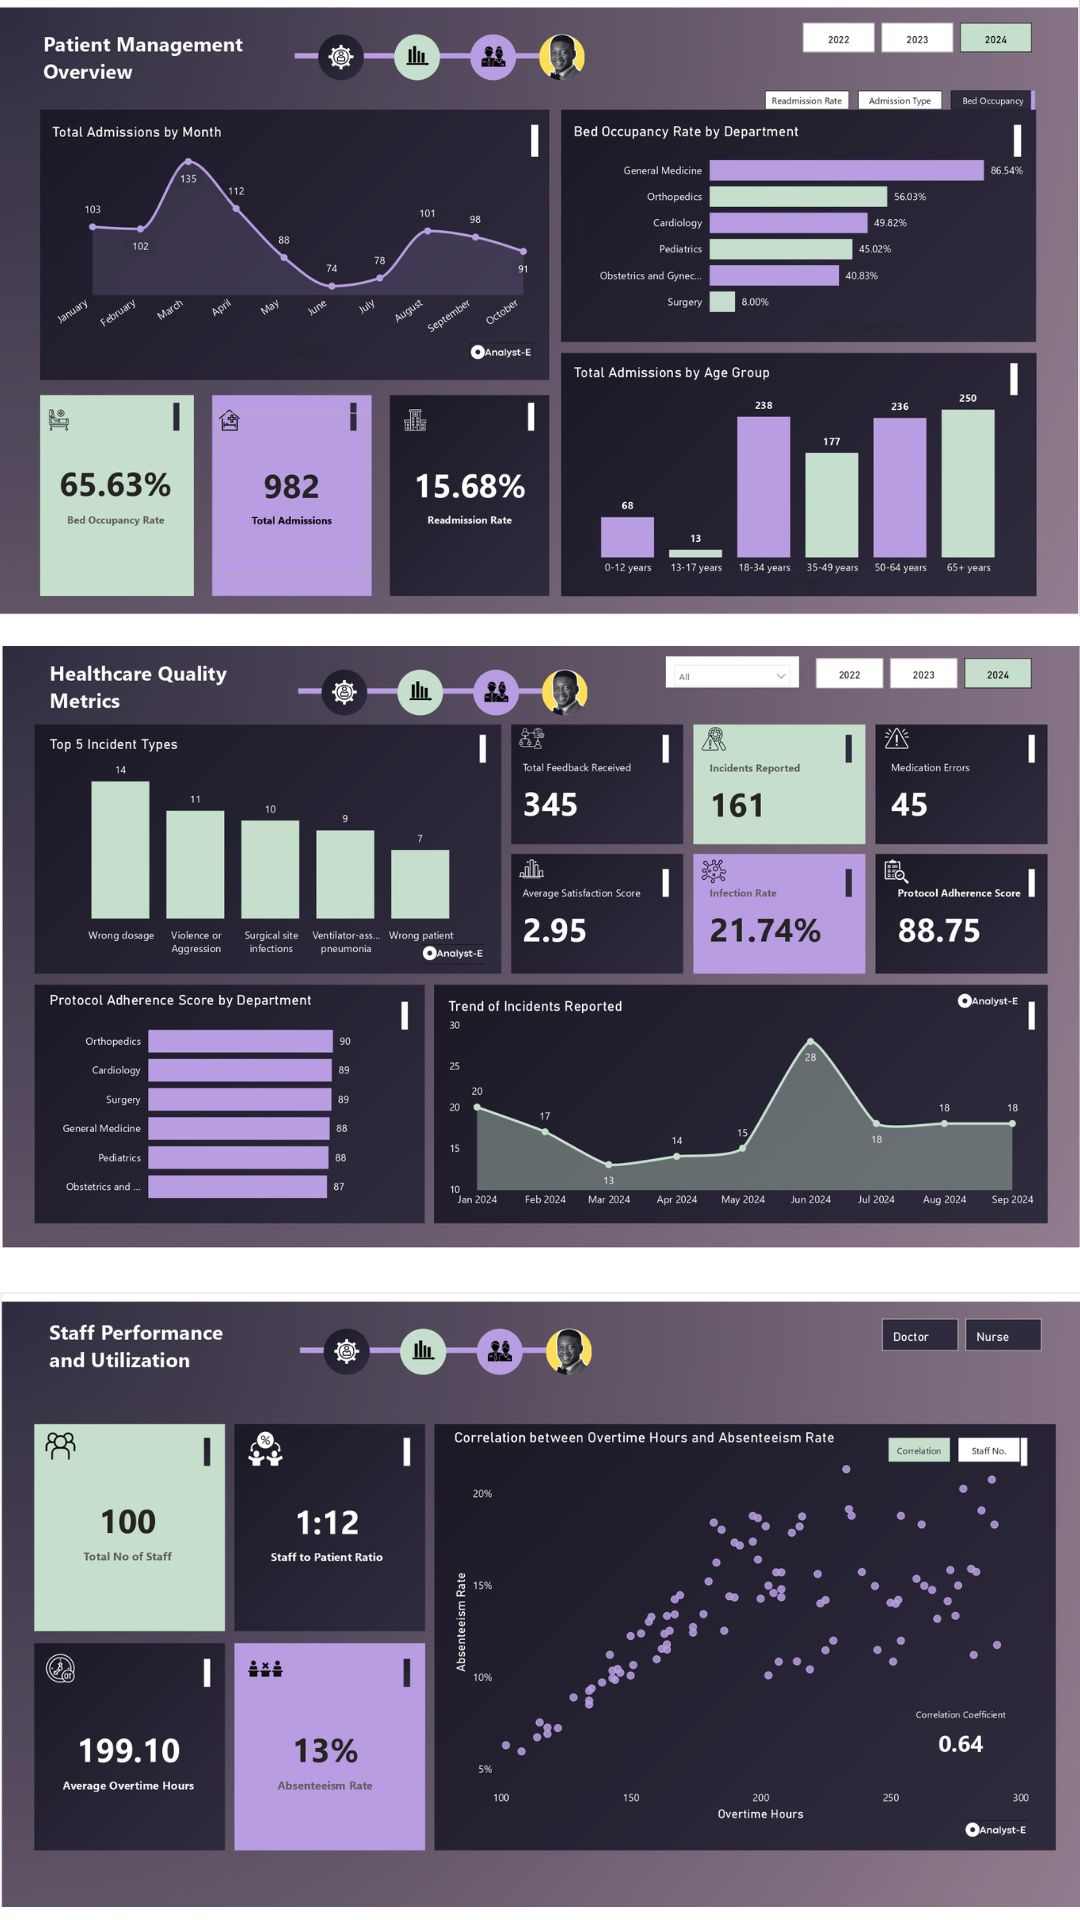 Patient Management
Overview
2022
2023
2024
Readmission Rate
Admission Type
Bed Occupancy
Total Admissions by Month
103
102
135
112
88
74
78
101
98
91
January
February
March
April
May
June
July
August
September
October
Analyst-E
Bed Occupancy Rate by Department
General Medicine 86.54%
Orthopedics 56.03%
Cardiology 49.82%
Pediatrics 45.02%
Obstetrics and Gynec... 40.83%
Surgery 8.00%
65.63%
Bed Occupancy Rate
982
Total Admissions
15.68%
Readmission Rate
Total Admissions by Age Group
68
13
238
177
236
250
0-12 years
13-17 years
18-34 years
35-49 years
50-64 years
65+ years
Healthcare Quality
Metrics
All
2022
2023
2024
Top 5 Incident Types
14
11
10
9
7
Wrong dosage
Violence or
Aggression
Surgical site
infections
Ventilator-ass...
pneumonia
Wrong patient
Analyst-E
Total Feedback Received
345
Incidents Reported
161
Medication Errors
45
Average Satisfaction Score
2.95
Infection Rate
21.74%
Protocol Adherence Score
88.75
Protocol Adherence Score by Department
Orthopedics 90
Cardiology 89
Surgery 89
General Medicine 88
Pediatrics 88
Obstetrics and ... 87
Trend of Incidents Reported
Analyst-E
30
25
20
15
10
20
17
13
14
15
28
18
18
18
Jan 2024
Feb 2024
Mar 2024
Apr 2024
May 2024
Jun 2024
Jul 2024
Aug 2024
Sep 2024
Staff Performance
and Utilization
Doctor
Nurse
100
Total No of Staff
%
1:12
Staff to Patient Ratio
OT
199.10
Average Overtime Hours
13%
Absenteeism Rate
Correlation between Overtime Hours and Absenteeism Rate
Correlation
Staff No.
Absenteeism Rate
20%
15%
10%
5%
Correlation Coefficient
0.64
100
150
200
250
300
Overtime Hours
Analyst-E